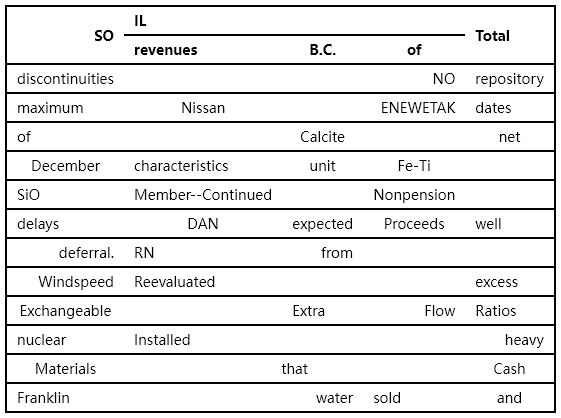 SO IL Total
revenues B.C. of
discontinuities NO repository
maximum Nissan ENEWETAK dates
of Calcite net
December characteristics unit Fe-Ti
SiO Member--Continued Nonpension
delays DAN expected Proceeds well
deferral. RN from
Windspeed Reevaluated excess
Exchangeable Extra Flow Ratios
nuclear Installed heavy
Materials that Cash
Franklin water sold and